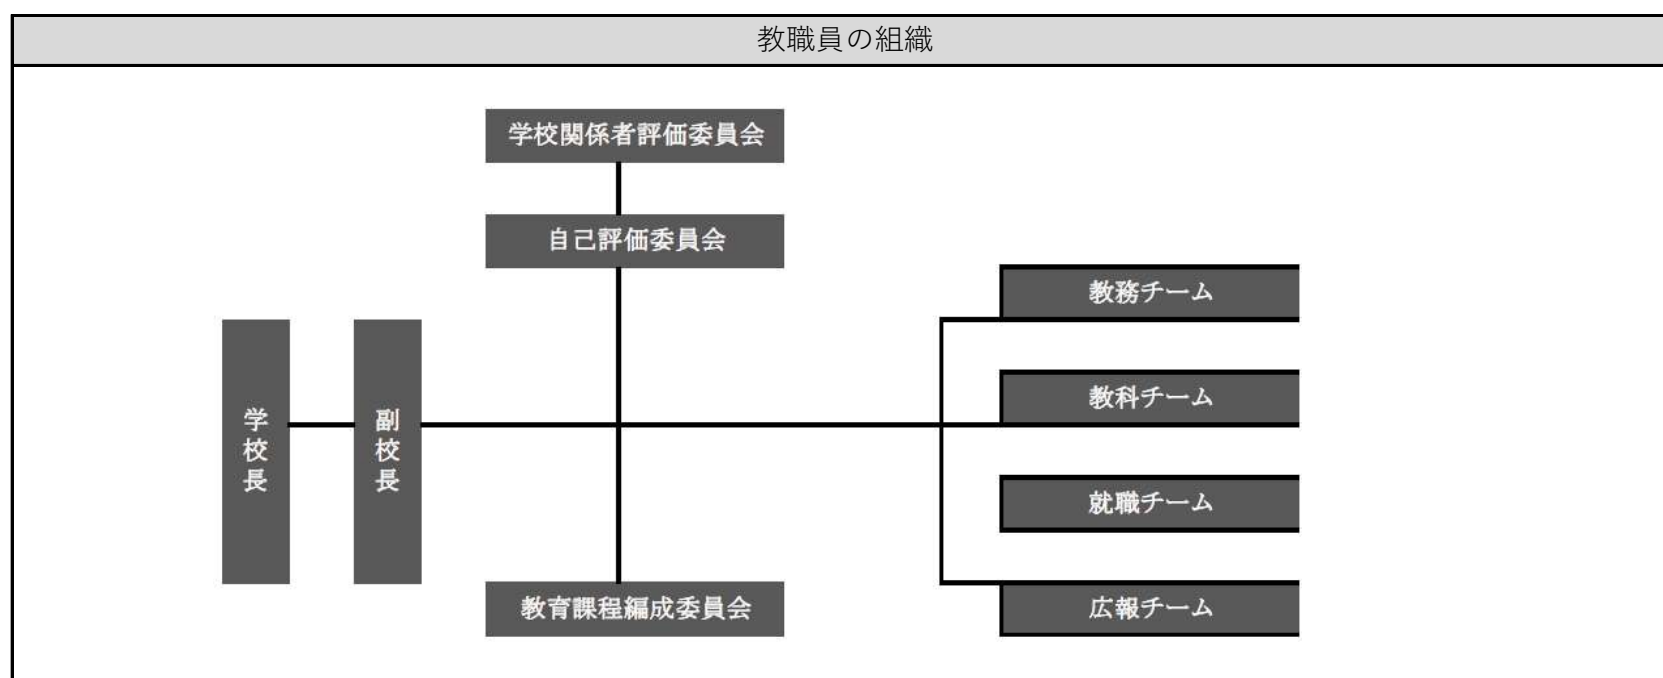 教職員の組織
学校関係者評価委員会
自己評価委員会
教務チーム
教科チーム
学校長
副校長
就職チーム
教育課程編成委員会
広報チーム